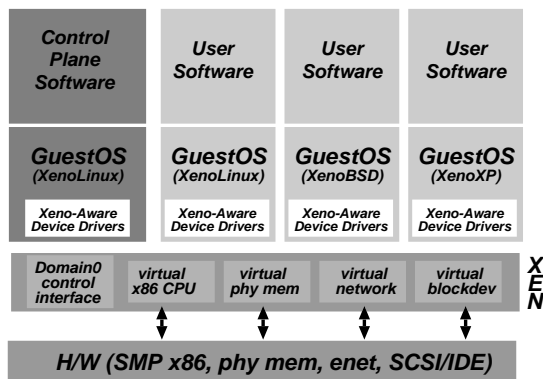 Control
Plane
Software
User
Software
User
Software
User
Software
GuestOS
(XenoLinux)
GuestOS
(XenoLinux)
GuestOS
(XenoBSD)
GuestOS
(XenoXP)
Xeno-Aware
Device Drivers
Xeno-Aware
Device Drivers
Xeno-Aware
Device Drivers
Xeno-Aware
Device Drivers
Domain0
control
interface
virtual
x86 CPU
virtual
phy mem
virtual
network
virtual
blockdev
XEN
H/W (SMP x86, phy mem, enet, SCSI/IDE)